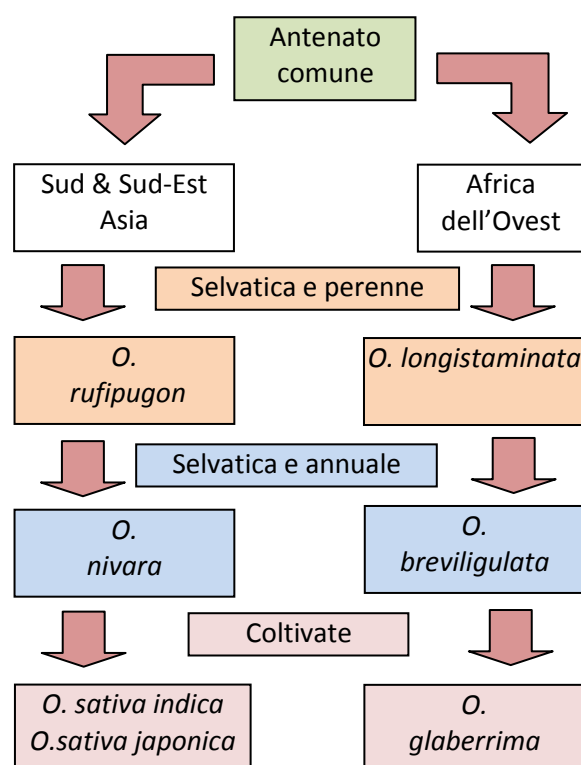 Antenato
comune
Sud & Sud-Est
Asia
Africa
dell’Ovest
Selvatica e perenne
O.
rufipugon
O. longistaminata
Selvatica e annuale
O.
nivara
O.
breviligulata
Coltivate
O. sativa indica
O.sativa japonica
O.
glaberrima